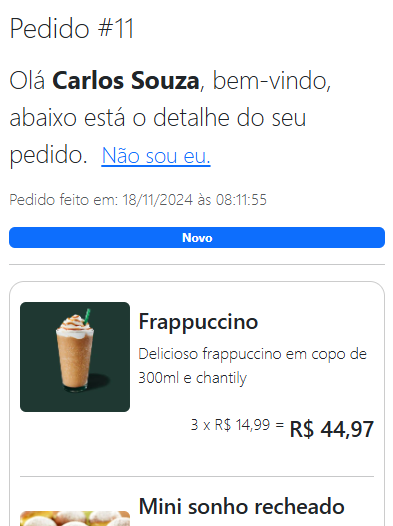 Pedido #11
Olá Carlos Souza, bem-vindo,
abaixo está o detalhe do seu
pedido. Não sou eu.
Pedido feito em: 18/11/2024 às 08:11:55
Novo
Frappuccino
Delicioso frappuccino em copo de
300ml e chantily
3 x R$ 14,99 = R$ 44,97
Mini sonho recheado